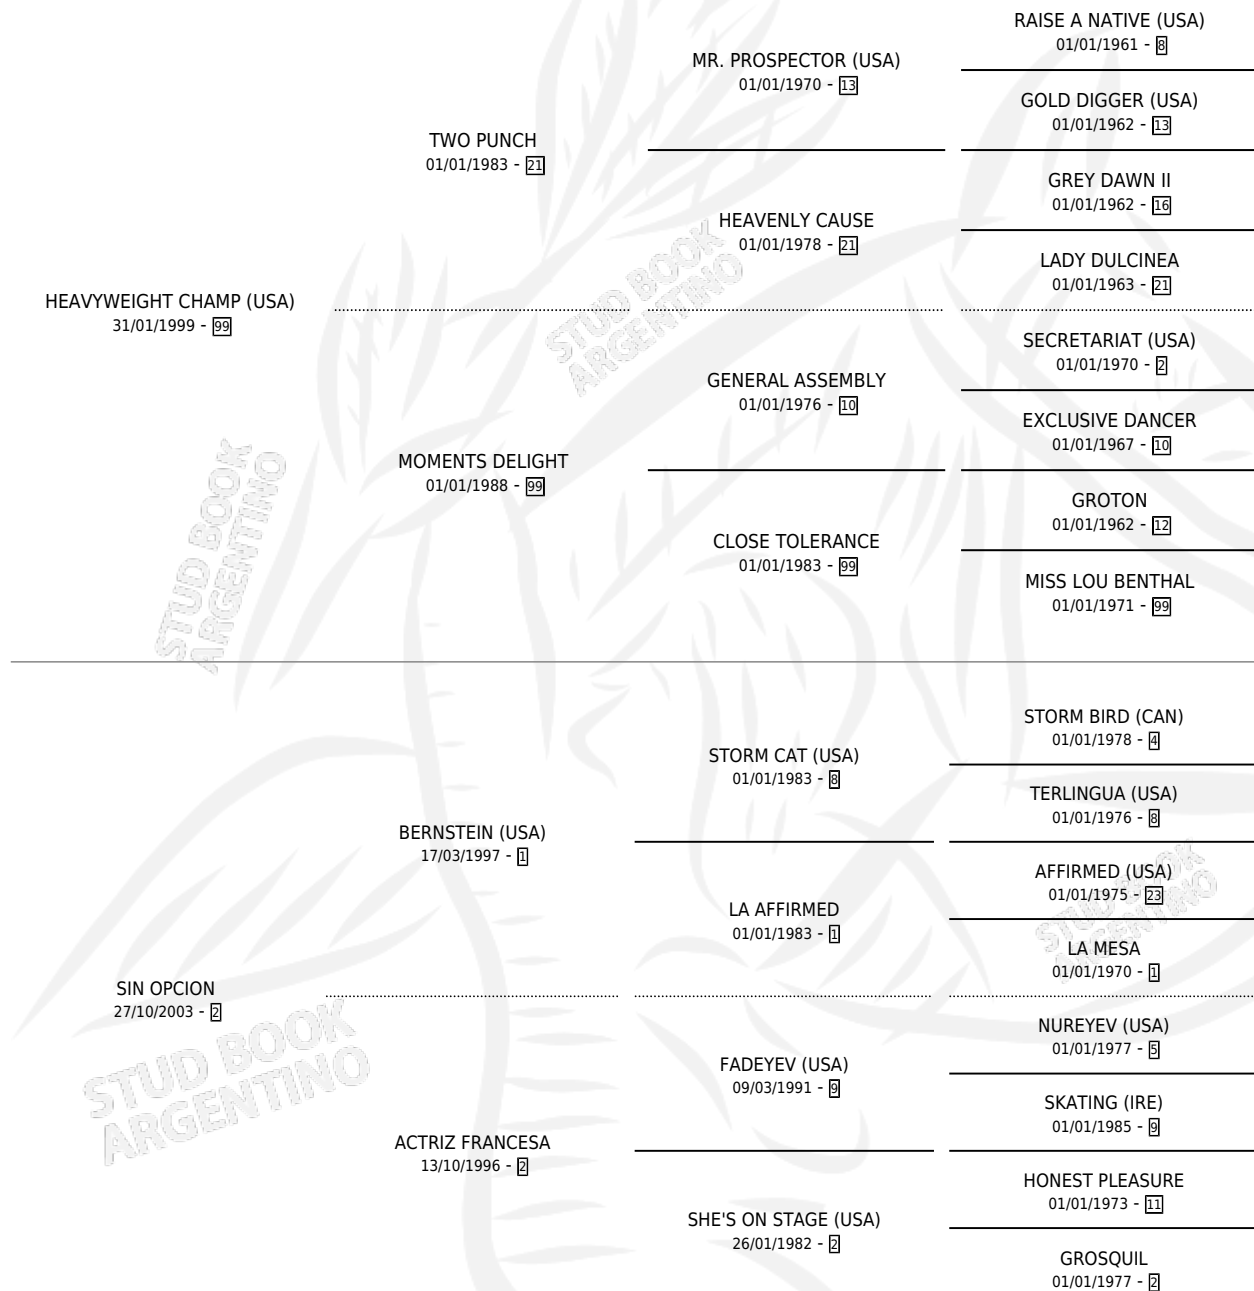 RAISE A NATIVE (USA)
01/01/1961 - 8
MR. PROSPECTOR (USA)
01/01/1970 - 13
GOLD DIGGER (USA)
01/01/1962 - 13
TWO PUNCH
01/01/1983 - 21
GREY DAWN II
01/01/1962 - 16
HEAVENLY CAUSE
01/01/1978 - 21
LADY DULCINEA
01/01/1963 - 21
HEAVYWEIGHT CHAMP (USA)
31/01/1999 - 99
SECRETARIAT (USA)
01/01/1970 - 2
GENERAL ASSEMBLY
01/01/1976 - 10
EXCLUSIVE DANCER
01/01/1967 - 10
MOMENTS DELIGHT
01/01/1988 - 99
GROTON
01/01/1962 - 12
CLOSE TOLERANCE
01/01/1983 - 99
MISS LOU BENTHAL
01/01/1971 - 99
STORM BIRD (CAN)
01/01/1978 - 4
STORM CAT (USA)
01/01/1983 - 8
TERLINGUA (USA)
01/01/1976 - 8
BERNSTEIN (USA)
17/03/1997 - 1
AFFIRMED (USA)
01/01/1975 - 23
LA AFFIRMED
01/01/1983 - 1
LA MESA
01/01/1970 - 1
SIN OPCION
27/10/2003 - 2
NUREYEV (USA)
01/01/1977 - 5
FADEYEV (USA)
09/03/1991 - 9
SKATING (IRE)
01/01/1985 - 9
ACTRIZ FRANCESA
13/10/1996 - 2
HONEST PLEASURE
01/01/1973 - 11
SHE'S ON STAGE (USA)
26/01/1982 - 2
GROSQUIL
01/01/1977 - 2
STUD BOOK
ARGENTINO
STUD BOOK
ARGENTINO
STUD BOOK
ARGENTINO
STUD BOOK
ARGENTINO